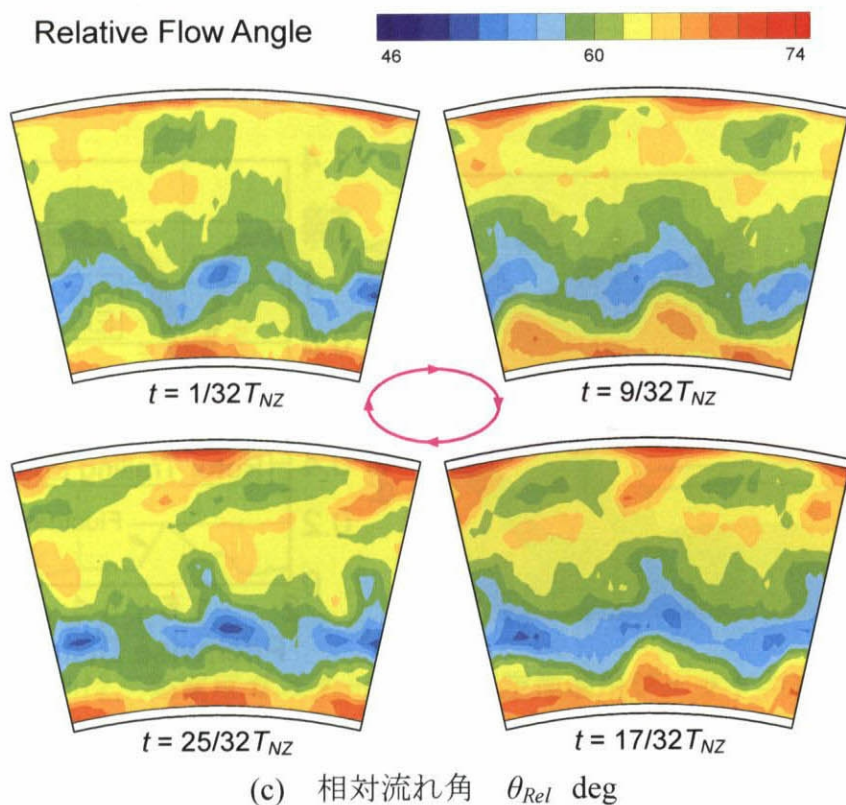 Relative Flow Angle
46 60 74
t = 1/32T_NZ
t = 9/32T_NZ
t = 25/32T_NZ
t = 17/32T_NZ
(c) 相対流れ角 θ_Rel deg